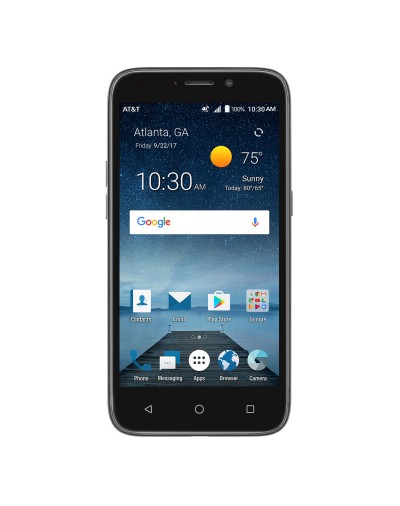 AT&T 100% 10:30 AM
Atlanta, GA
Friday 9/22/17
75°
10:30 AM
Sunny
Today: 80°/65°
Google
Contacts Email Play Store Google
Phone Messaging Apps Browser Camera